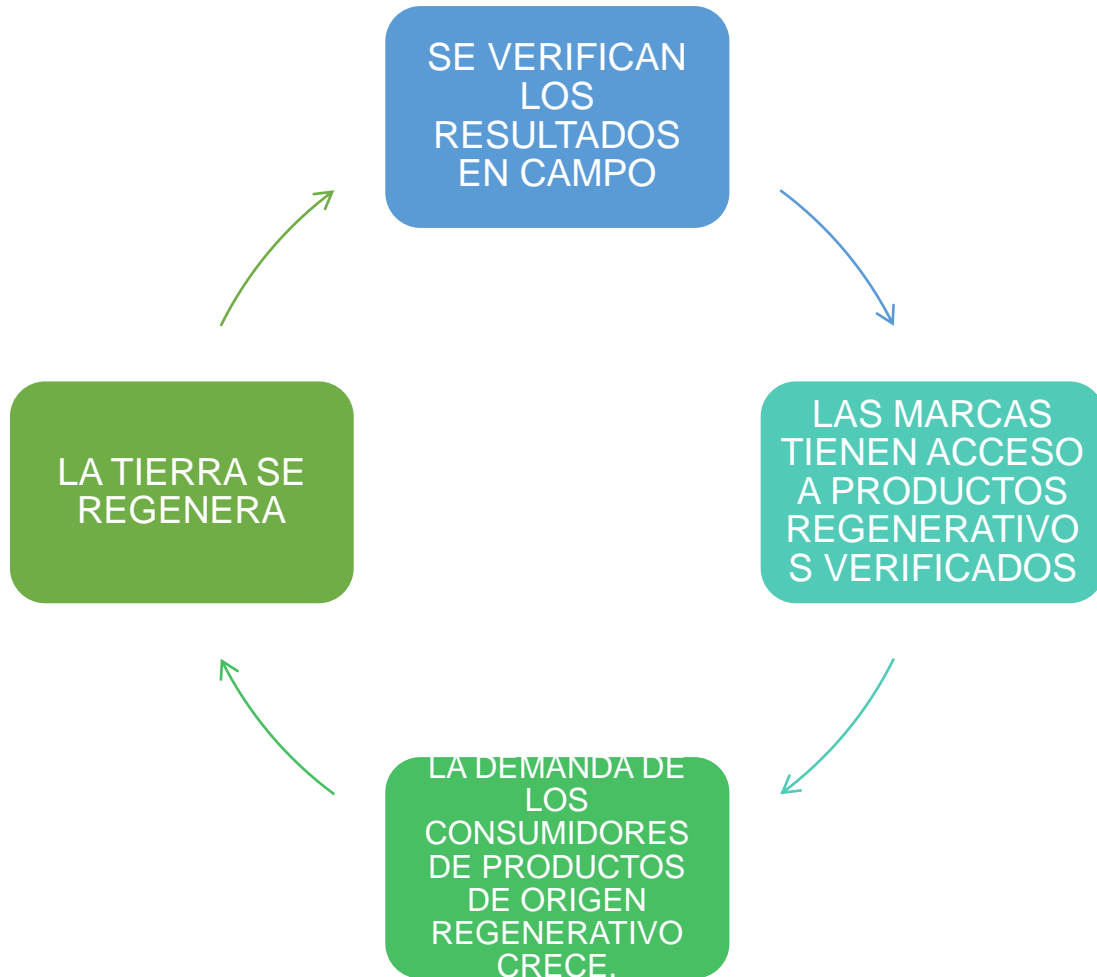 SE VERIFICAN
LOS
RESULTADOS
EN CAMPO
LAS MARCAS
TIENEN ACCESO
A PRODUCTOS
REGENERATIVO
S VERIFICADOS
LA DEMANDA DE
LOS
CONSUMIDORES
DE PRODUCTOS
DE ORIGEN
REGENERATIVO
CRECE.
LA TIERRA SE
REGENERA